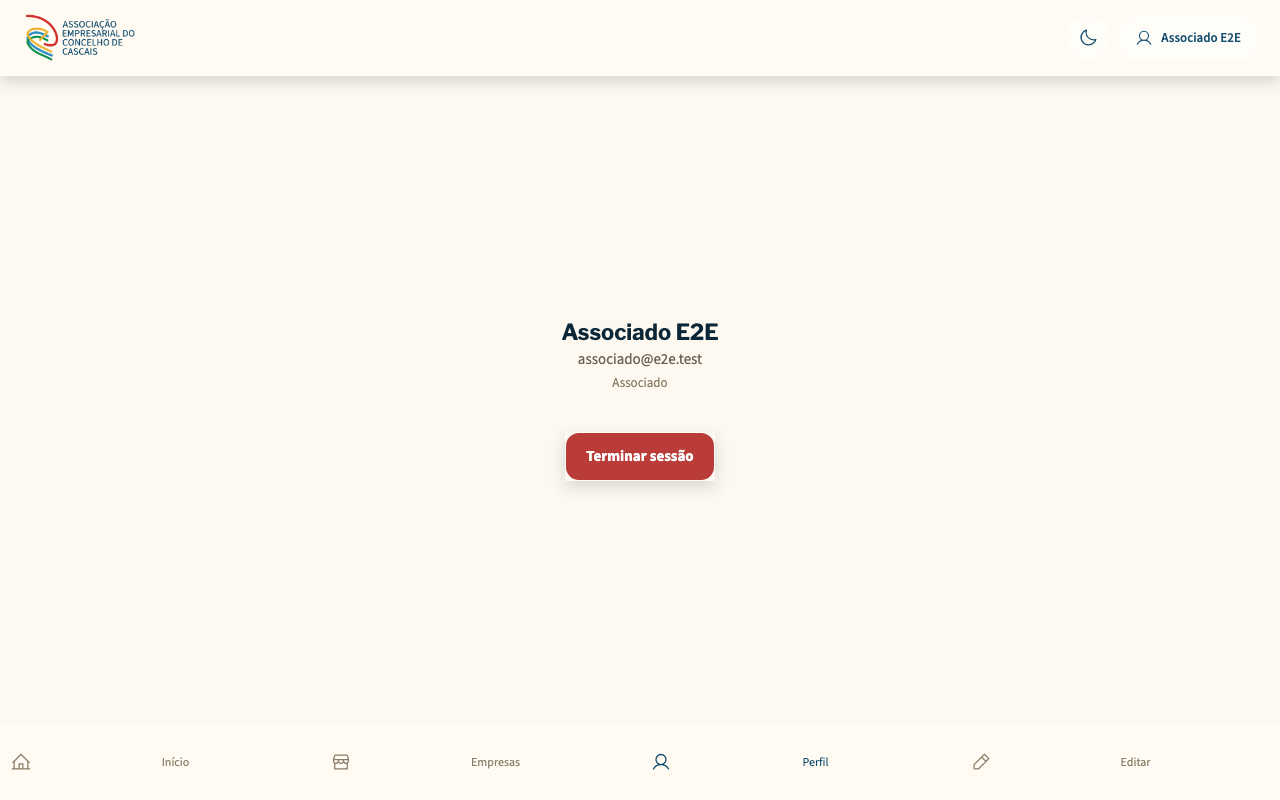 ASSOCIAÇÃO
EMPRESARIAL DO
CONCELHO DE
CASCAIS
Associado E2E
Associado E2E
associado@e2e.test
Associado
Terminar sessão
Início
Empresas
Perfil
Editar